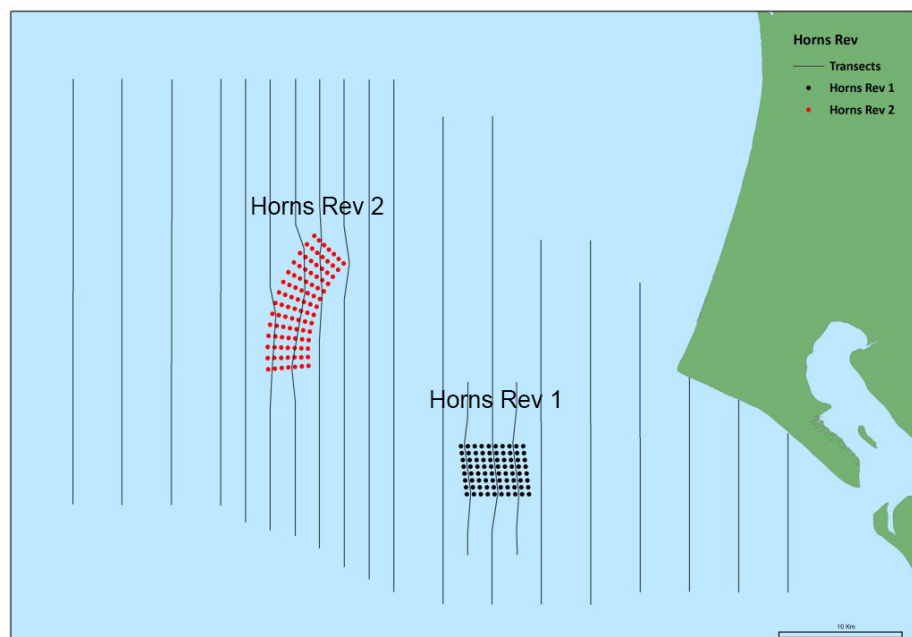 Horns Rev
Transects
Horns Rev 1
Horns Rev 2
Horns Rev 2
Horns Rev 1
10 Km